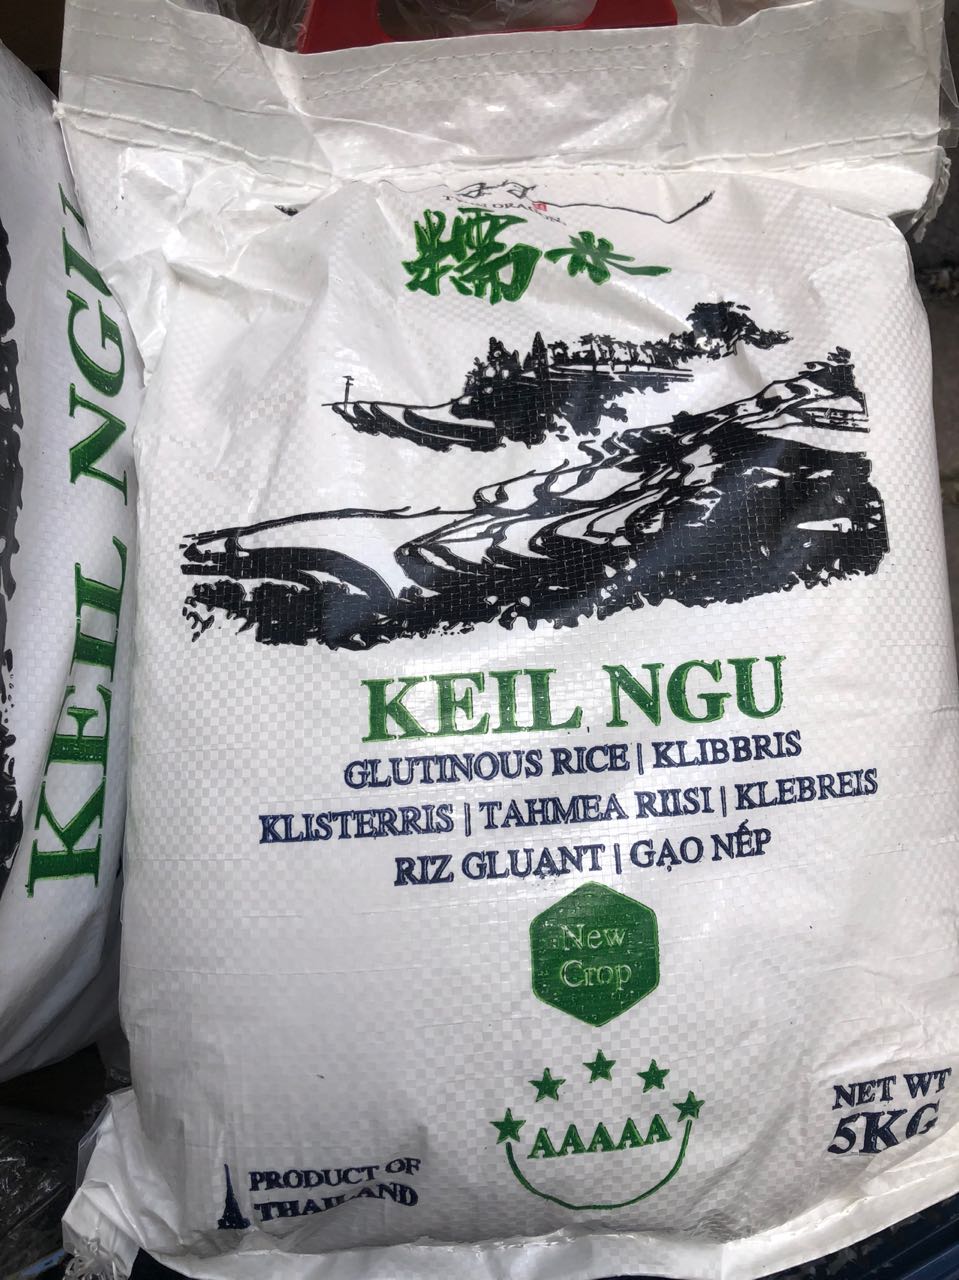 糯米
KEIL NGU
GLUTINOUS RICE | KLIBBRIS
KLISTERRIS | TAHMEA RIISI | KLEBREIS
RIZ GLUANT | GẠO NẾP
New
Crop
AAAAA
NET WT
5KG
PRODUCT OF
THAILAND
KEIL NGU